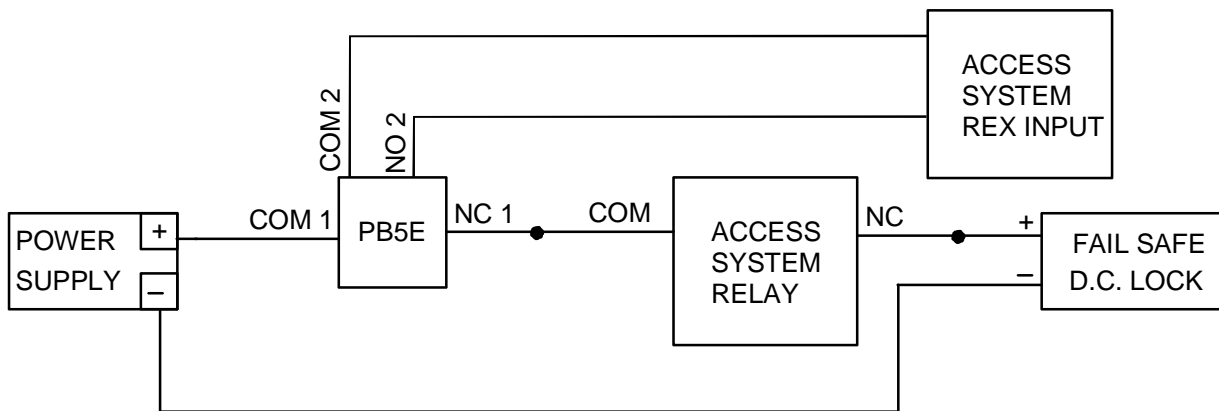 ACCESS
SYSTEM
REX INPUT
COM 2
NO 2
POWER
SUPPLY
+
–
COM 1
PB5E
NC 1
COM
ACCESS
SYSTEM
RELAY
NC
+
–
FAIL SAFE
D.C. LOCK